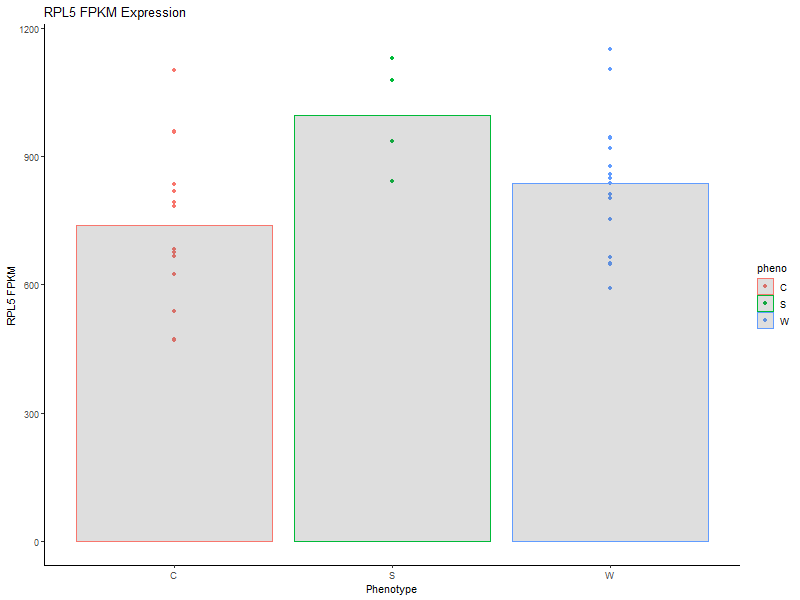 RPL5 FPKM Expression
1200
900
600
300
0
RPL5 FPKM
C
S
W
Phenotype
pheno
C
S
W